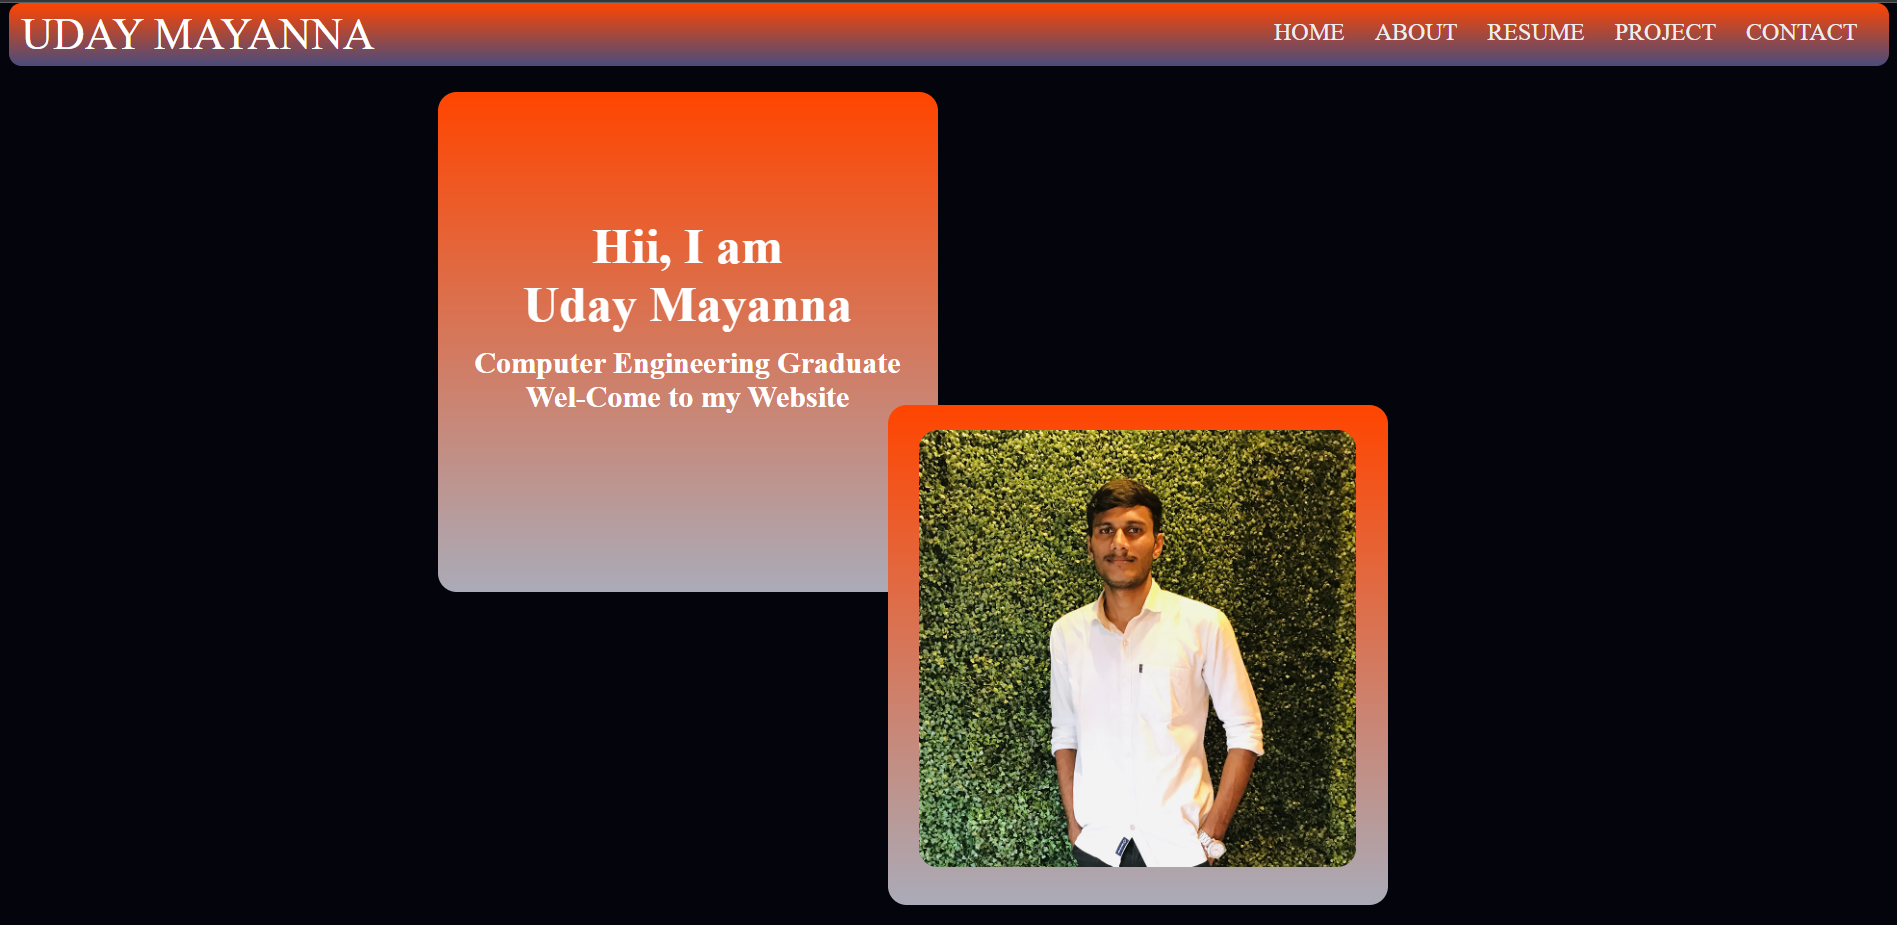 UDAY MAYANNA
HOME ABOUT RESUME PROJECT CONTACT
Hii, I am
Uday Mayanna
Computer Engineering Graduate
Wel-Come to my Website